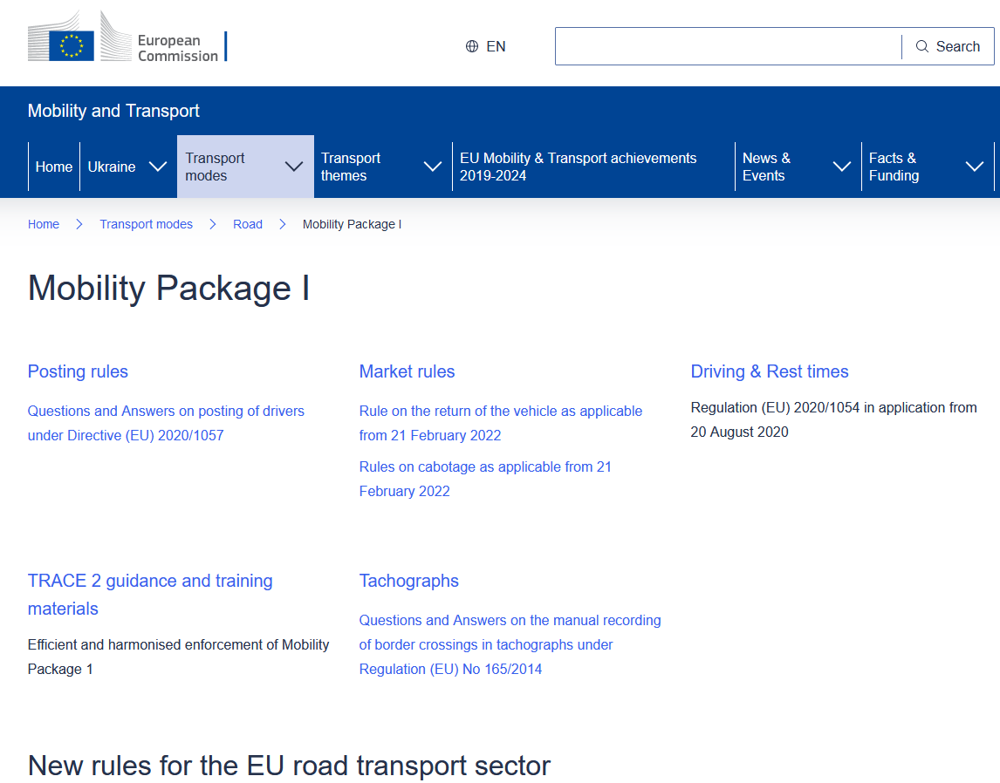 European
Commission
EN
Search
Mobility and Transport
Home
Ukraine
Transport
modes
Transport
themes
EU Mobility & Transport achievements
2019-2024
News &
Events
Facts &
Funding
Home
Transport modes
Road
Mobility Package I
Mobility Package I
Posting rules
Questions and Answers on posting of drivers
under Directive (EU) 2020/1057
Market rules
Rule on the return of the vehicle as applicable
from 21 February 2022
Rules on cabotage as applicable from 21
February 2022
Driving & Rest times
Regulation (EU) 2020/1054 in application from
20 August 2020
TRACE 2 guidance and training
materials
Efficient and harmonised enforcement of Mobility
Package 1
Tachographs
Questions and Answers on the manual recording
of border crossings in tachographs under
Regulation (EU) No 165/2014
New rules for the EU road transport sector